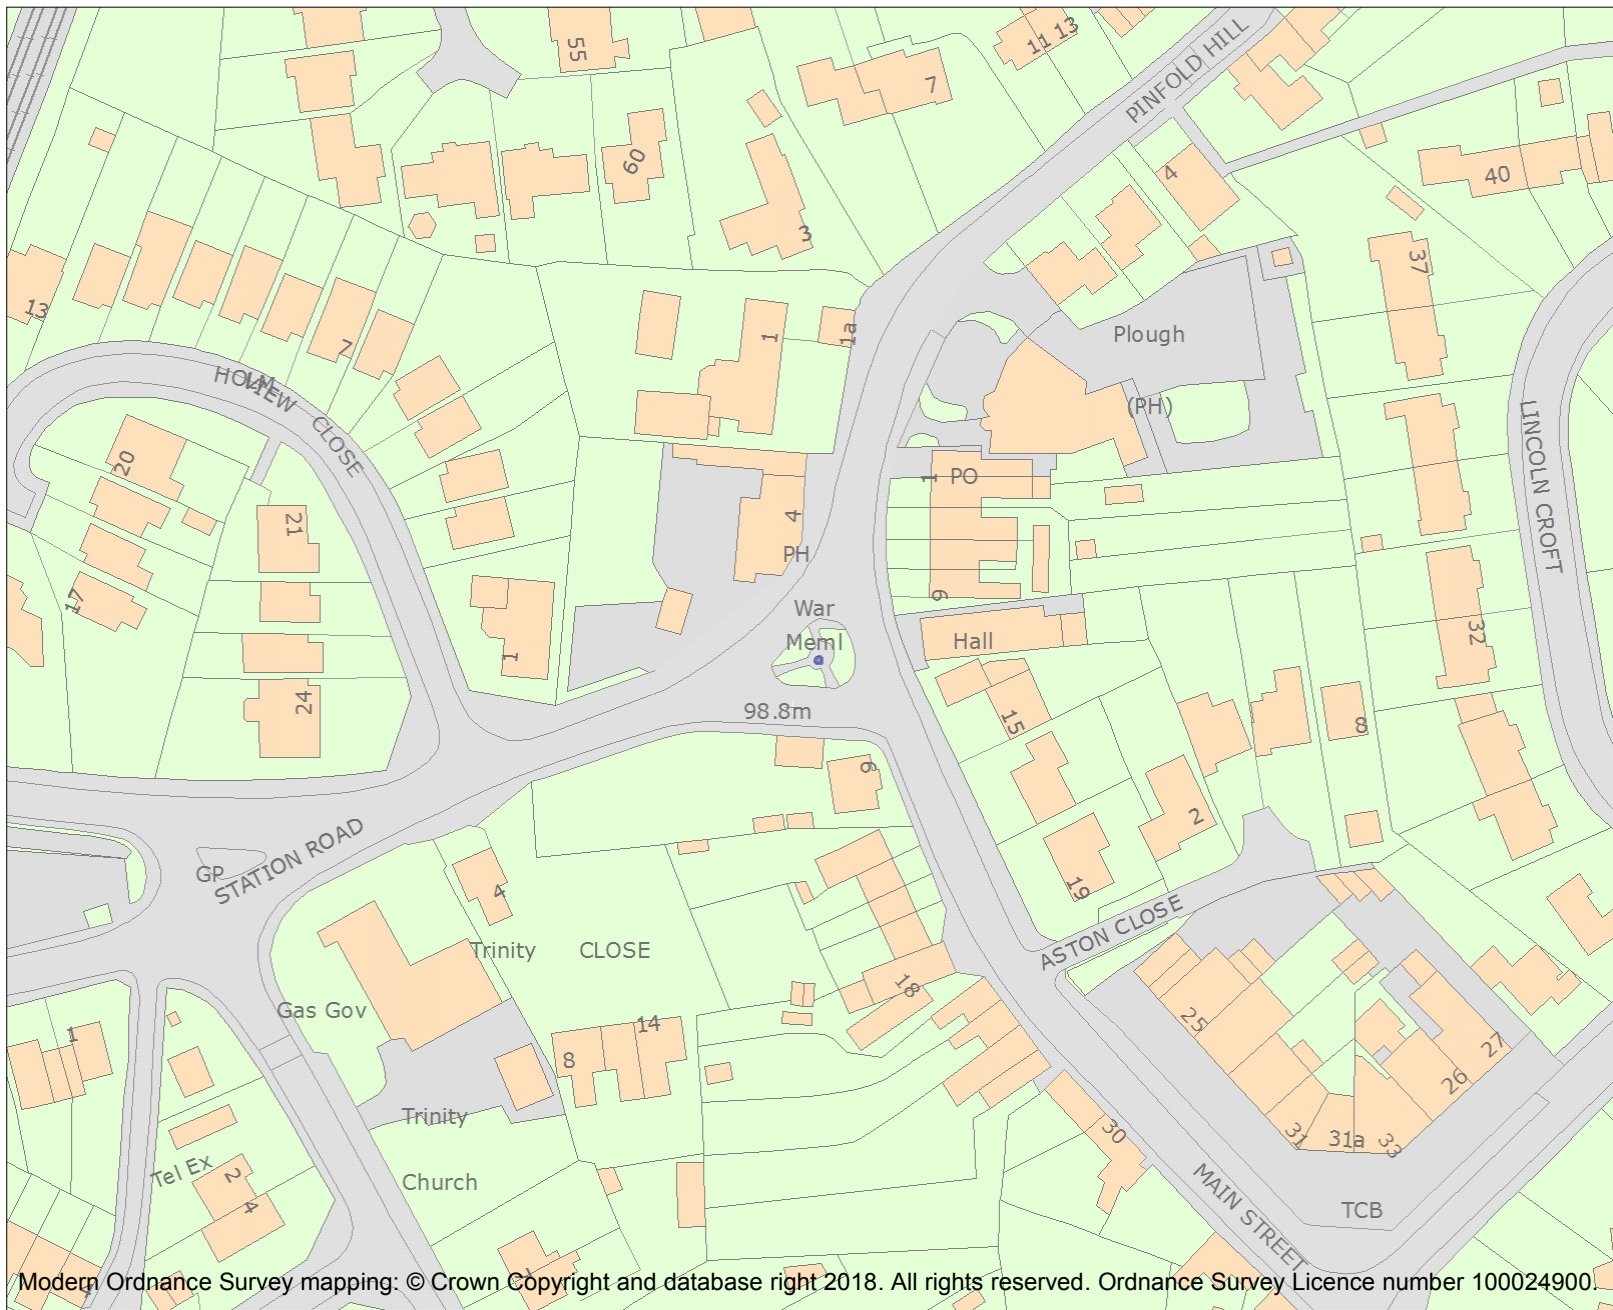 55
11 13
PINFOLD HILL
7
60
4
40
3
37
13
1
1a
Plough
7
HOLM
VIEW
CLOSE
(PH)
LINCOLN CROFT
20
1
PO
21
4
PH
17
6
War
Meml
Hall
32
1
24
98.8m
15
8
6
2
GP
STATION ROAD
4
19
ASTON CLOSE
Trinity
CLOSE
18
Gas Gov
25
1
14
8
27
26
Trinity
30
31
31a
33
Tel Ex
2
4
Church
MAIN STREET
TCB
Modern Ordnance Survey mapping: © Crown Copyright and database right 2018. All rights reserved. Ordnance Survey Licence number 100024900.